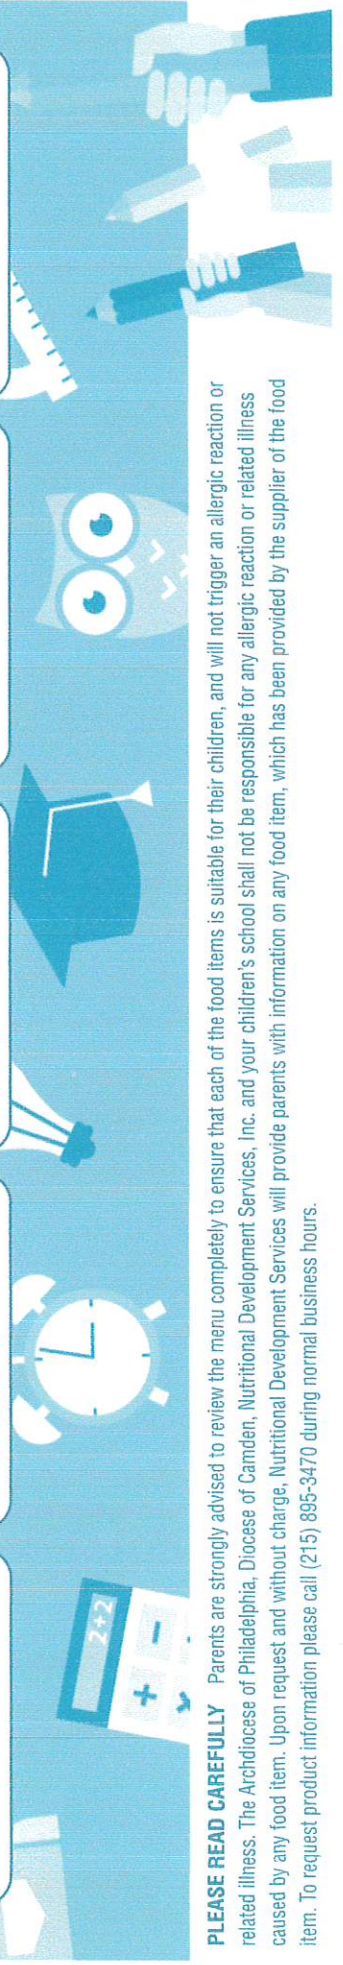 2+2
PLEASE READ CAREFULLY Parents are strongly advised to review the menu completely to ensure that each of the food items is suitable for their children, and will not trigger an allergic reaction or
related illness. The Archdiocese of Philadelphia, Diocese of Camden, Nutritional Development Services, Inc. and your children's school shall not be responsible for any allergic reaction or related illness
caused by any food item. Upon request and without charge, Nutritional Development Services will provide parents with information on any food item, which has been provided by the supplier of the food
item. To request product information please call (215) 895-3470 during normal business hours.